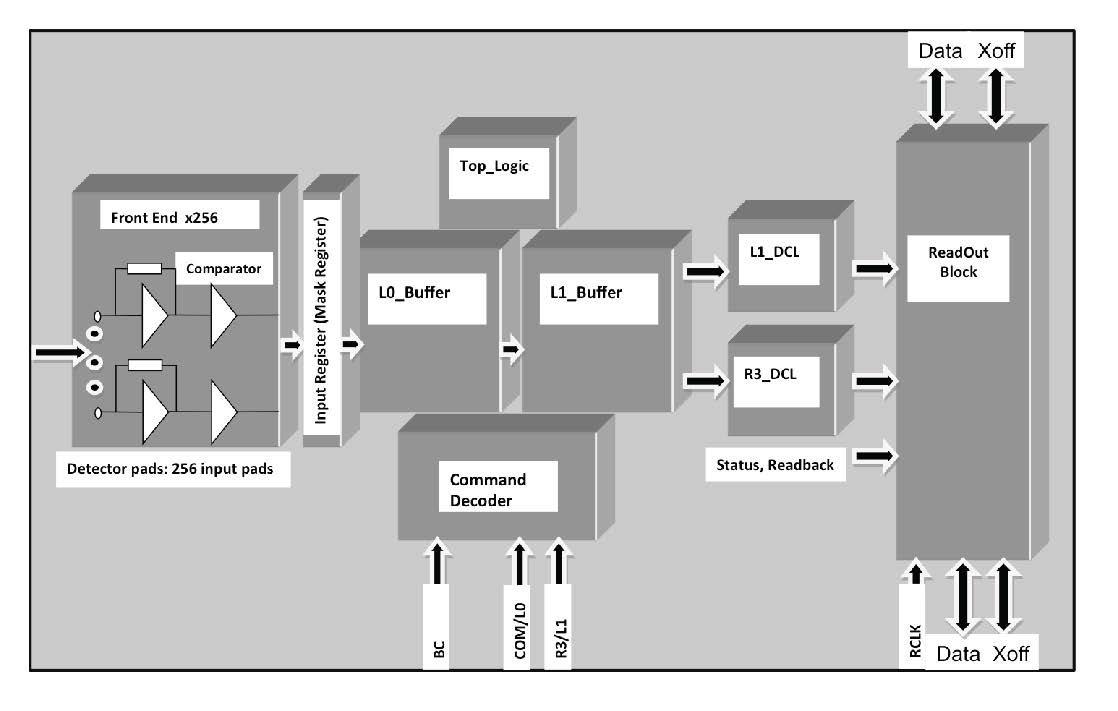 Data Xoff
Top_Logic
Front End x256
Comparator
Input Register (Mask Register)
L0_Buffer
L1_Buffer
L1_DCL
ReadOut
Block
R3_DCL
Detector pads: 256 input pads
Status, Readback
Command
Decoder
BC
COM/L0
R3/L1
RCLK
Data Xoff